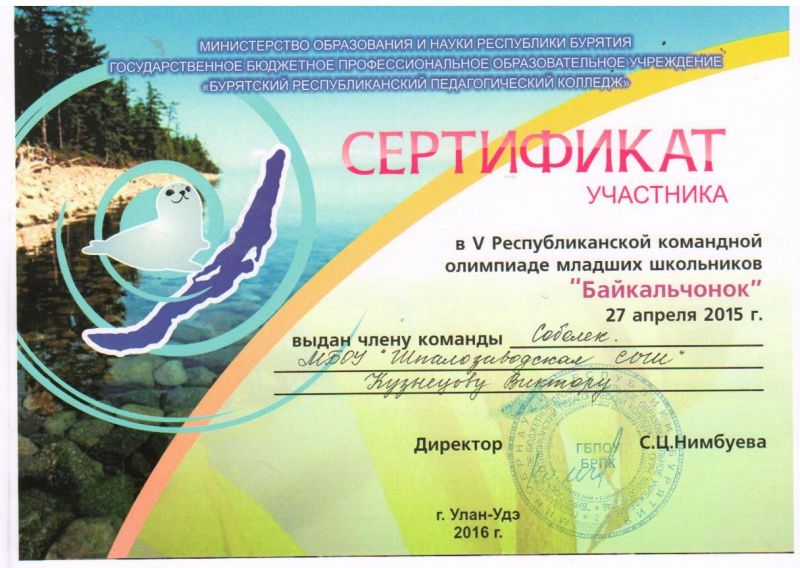 МИНИСТЕРСТВО ОБРАЗОВАНИЯ И НАУКИ РЕСПУБЛИКИ БУРЯТИЯ
ГОСУДАРСТВЕННОЕ БЮДЖЕТНОЕ ПРОФЕССИОНАЛЬНОЕ ОБРАЗОВАТЕЛЬНОЕ УЧРЕЖДЕНИЕ
«БУРЯТСКИЙ РЕСПУБЛИКАНСКИЙ ПЕДАГОГИЧЕСКИЙ КОЛЛЕДЖ»
СЕРТИФИКАТ
УЧАСТНИКА
в V Республиканской командной
олимпиаде младших школьников
"Байкальчонок"
27 апреля 2015 г.
выдан члену команды Соболек.
МБОУ "Шпалозаводская СОШ"
Кузнецову Виктору
Директор С.Ц.Нимбуева
ГБПОУ
БРПК
г. Улан-Удэ
2016 г.